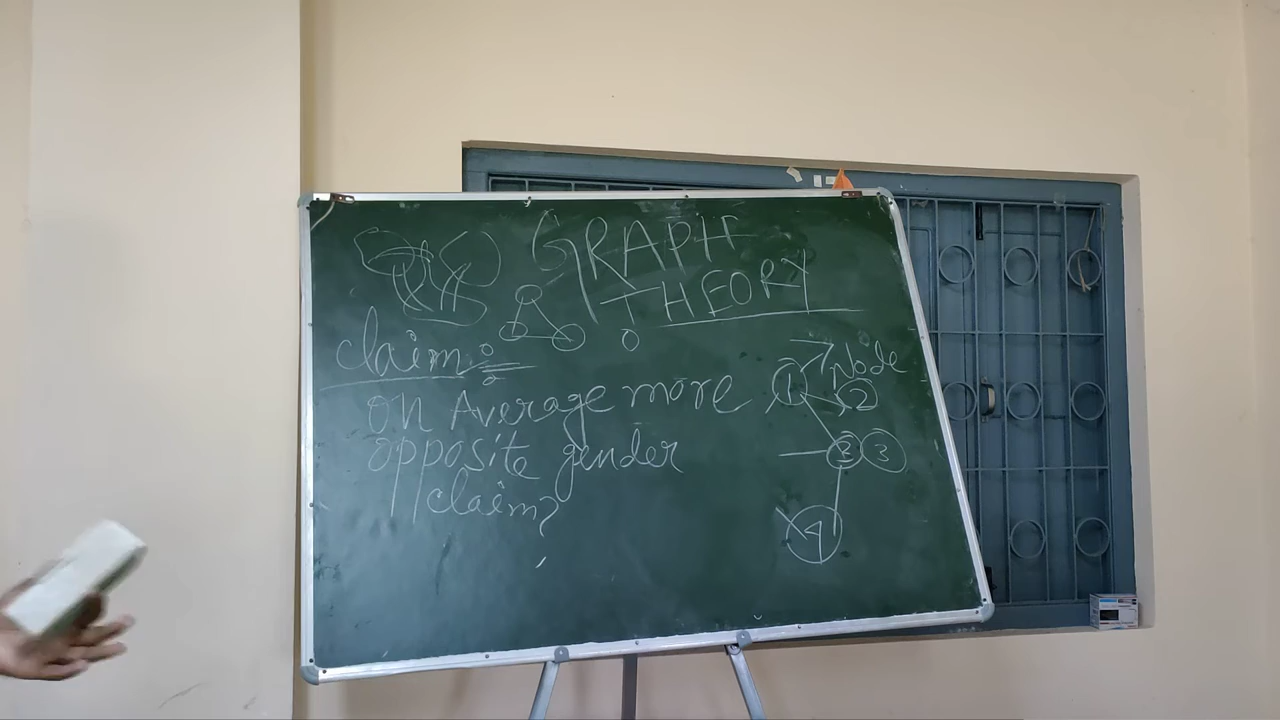 GRAPH
THEORY
claim:
on Average more
opposite gender
claim?
Node
1
2
3 3
4